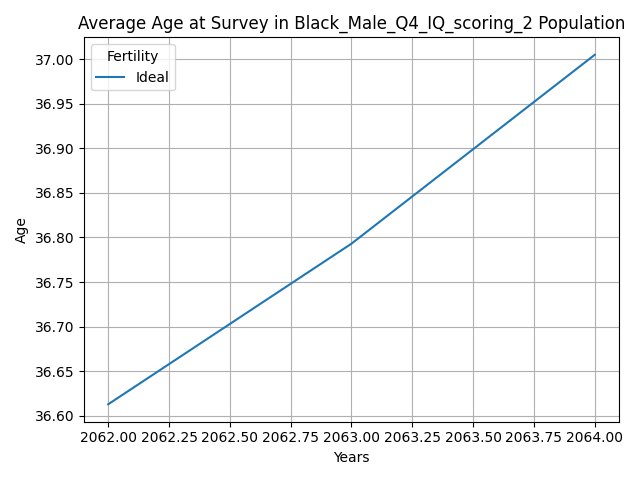 Average Age at Survey in Black_Male_Q4_IQ_scoring_2 Population
Fertility
Ideal
37.00
36.95
36.90
36.85
36.80
36.75
36.70
36.65
36.60
Age
2062.00 2062.25 2062.50 2062.75 2063.00 2063.25 2063.50 2063.75 2064.00
Years